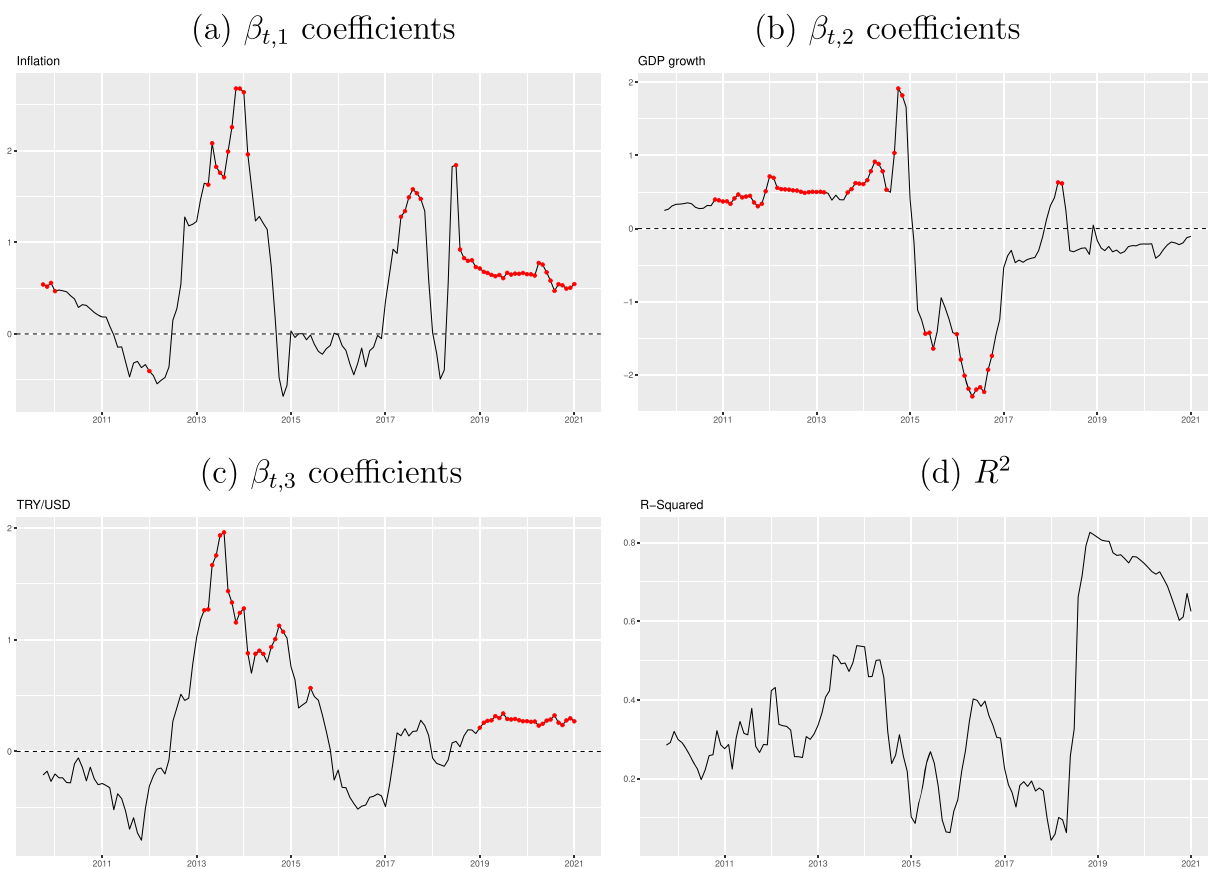 (a) βt,1 coefficients
Inflation
2
1
0
2011 2013 2015 2017 2019 2021
(b) βt,2 coefficients
GDP growth
2
1
0
−1
−2
2011 2013 2015 2017 2019 2021
(c) βt,3 coefficients
TRY/USD
2
1
0
2011 2013 2015 2017 2019 2021
(d) R²
R−Squared
0.8
0.6
0.4
0.2
2011 2013 2015 2017 2019 2021